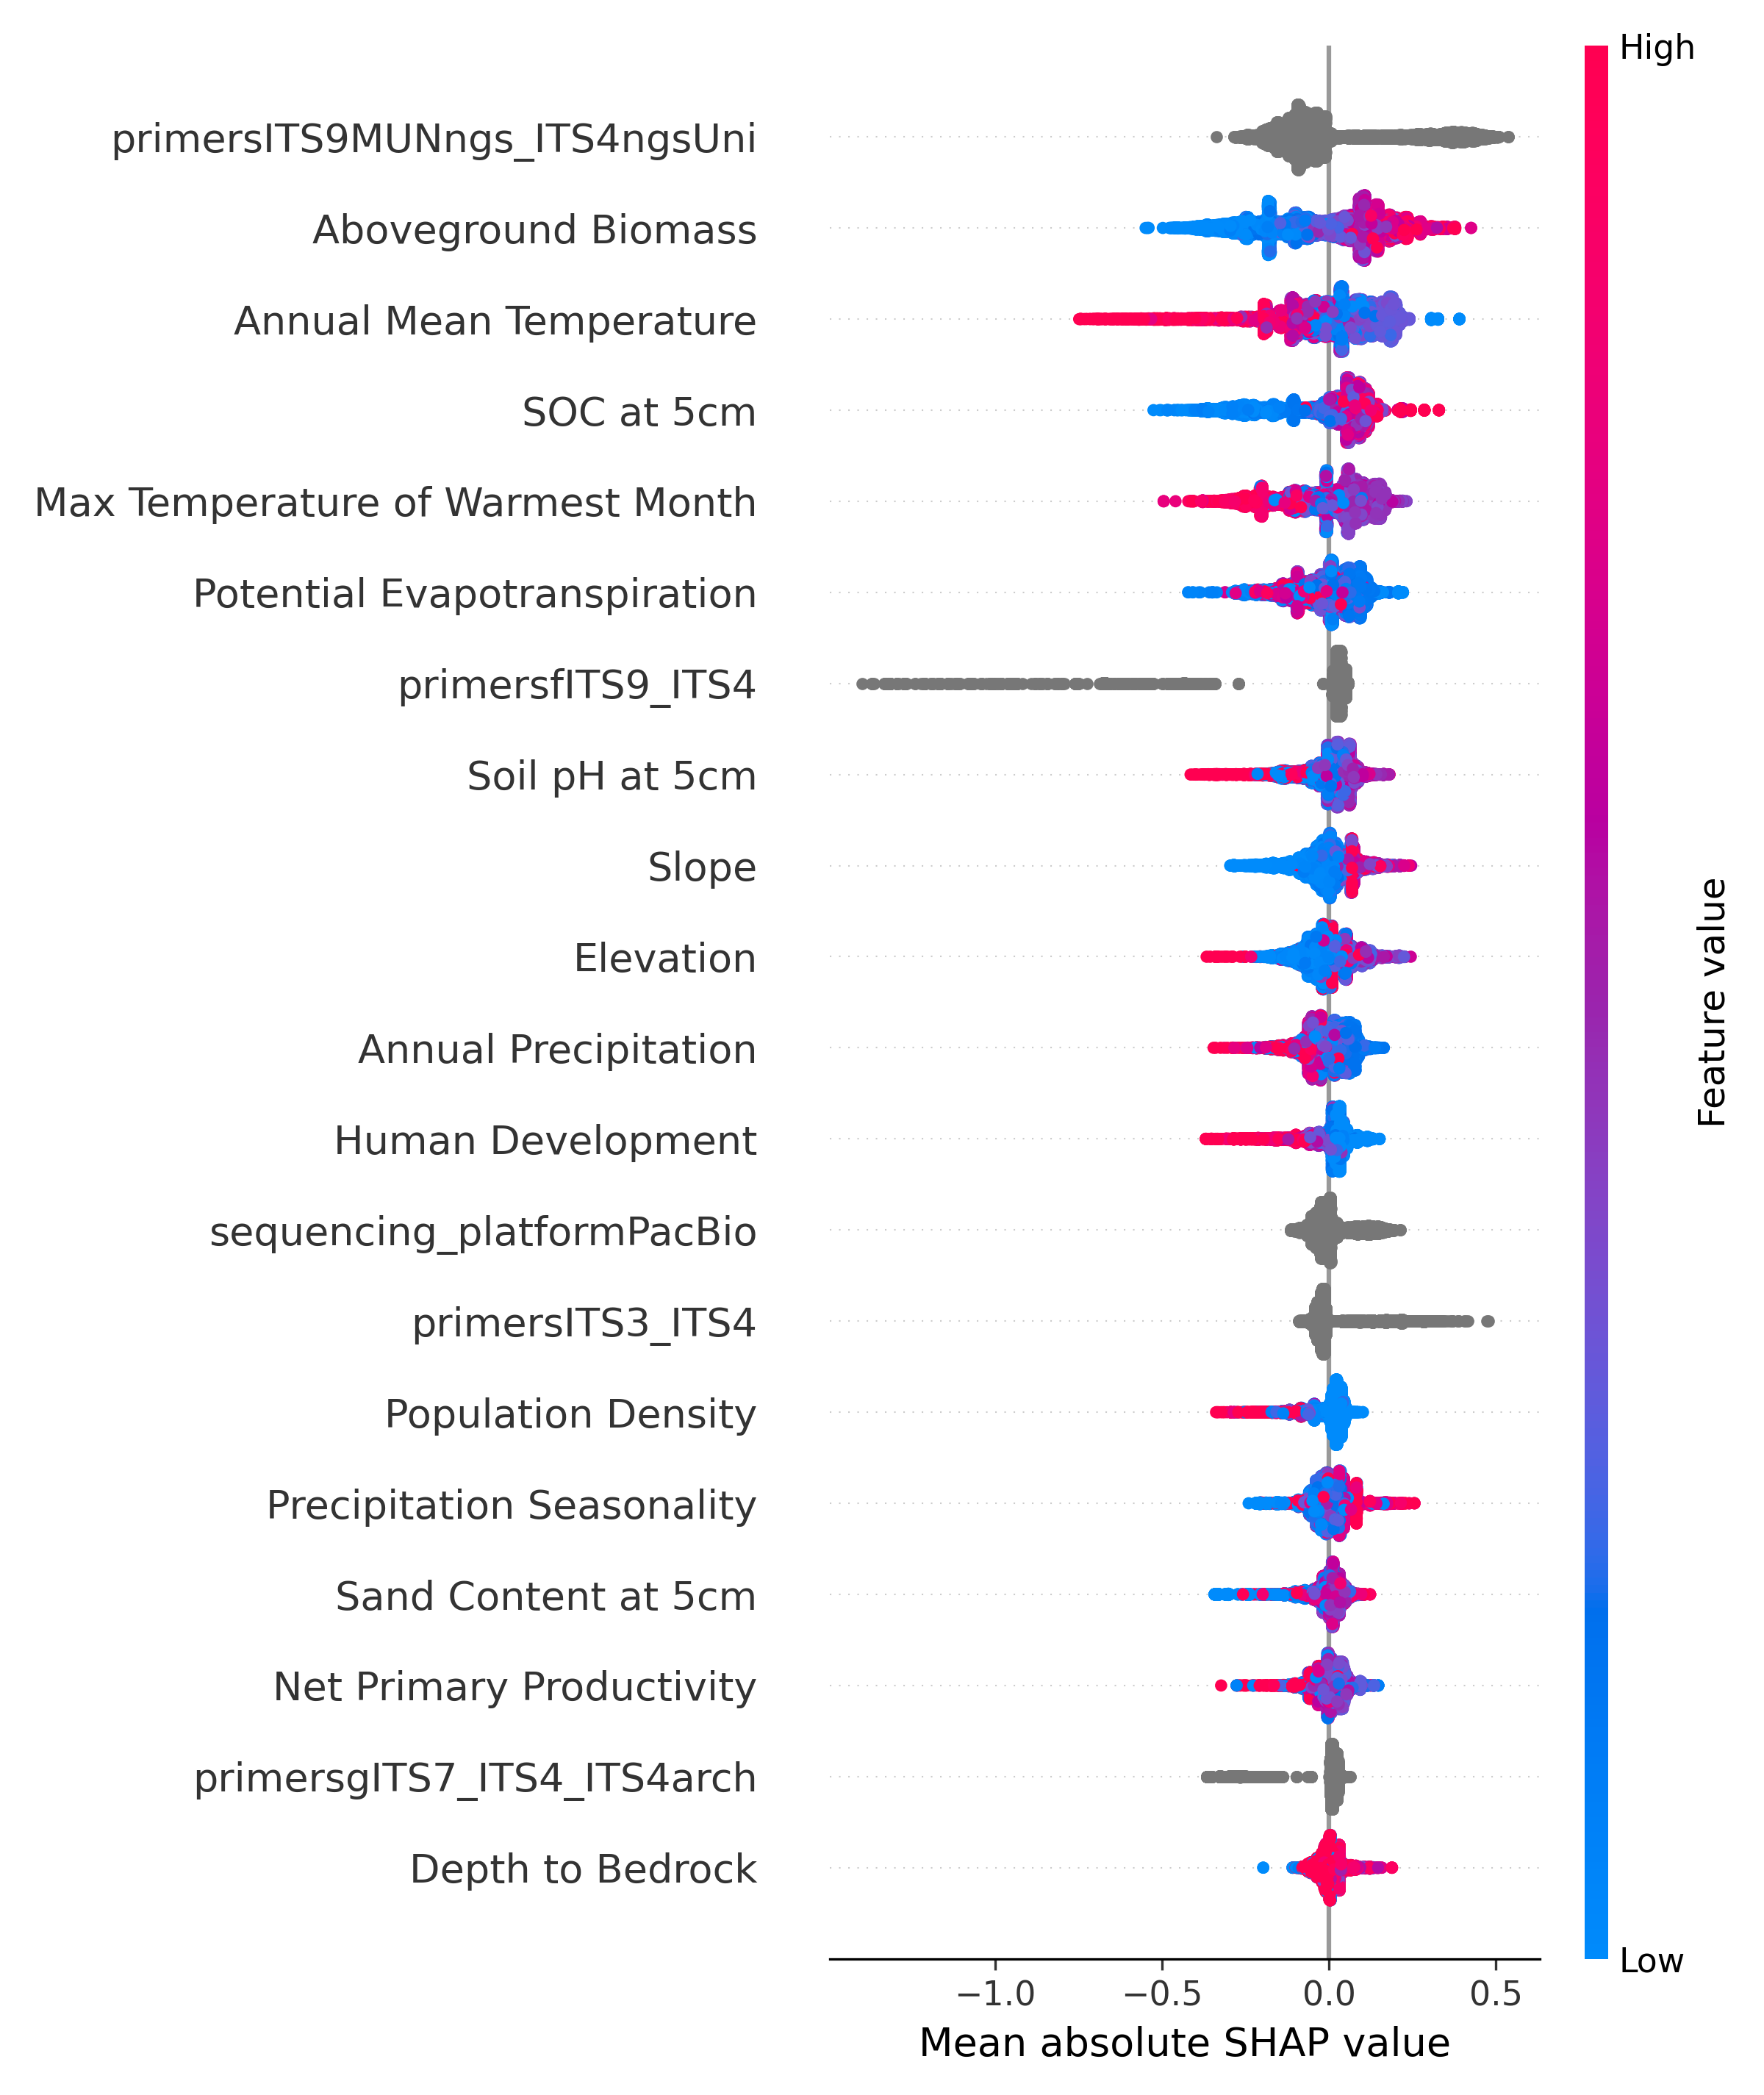 High
primersITS9MUNngs_ITS4ngsUni
Aboveground Biomass
Annual Mean Temperature
SOC at 5cm
Max Temperature of Warmest Month
Potential Evapotranspiration
primersfITS9_ITS4
Soil pH at 5cm
Slope
Elevation
Annual Precipitation
Human Development
sequencing_platformPacBio
primersITS3_ITS4
Population Density
Precipitation Seasonality
Sand Content at 5cm
Net Primary Productivity
primersgITS7_ITS4_ITS4arch
Depth to Bedrock
Feature value
Low
−1.0 −0.5 0.0 0.5
Mean absolute SHAP value